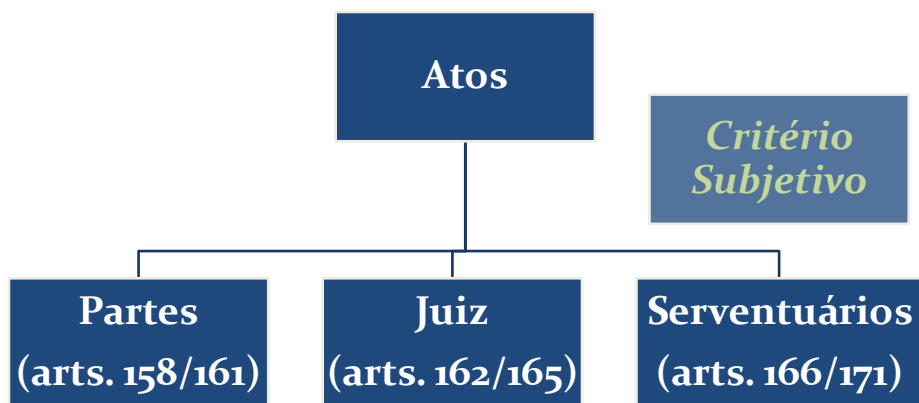 Atos
Critério
Subjetivo
Partes
(arts. 158/161)
Juiz
(arts. 162/165)
Serventuários
(arts. 166/171)